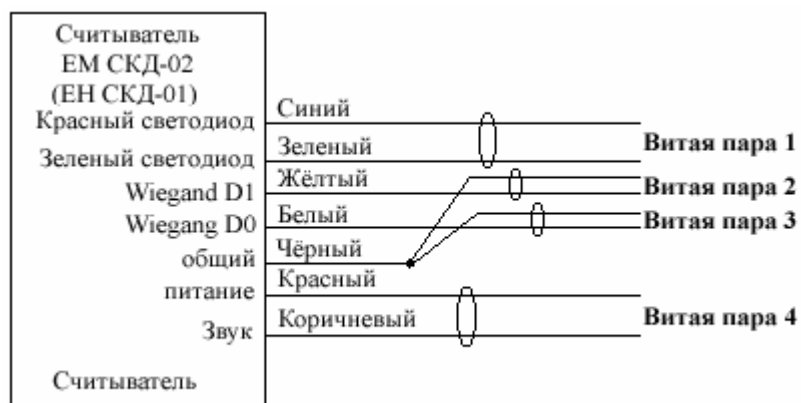 Считыватель
ЕМ СКД-02
(ЕН СКД-01)
Красный светодиод
Синий
Зеленый светодиод
Зеленый
Витая пара 1
Wiegand D1
Жёлтый
Витая пара 2
Wiegang D0
Белый
Витая пара 3
общий
Чёрный
питание
Красный
Звук
Коричневый
Витая пара 4
Считыватель